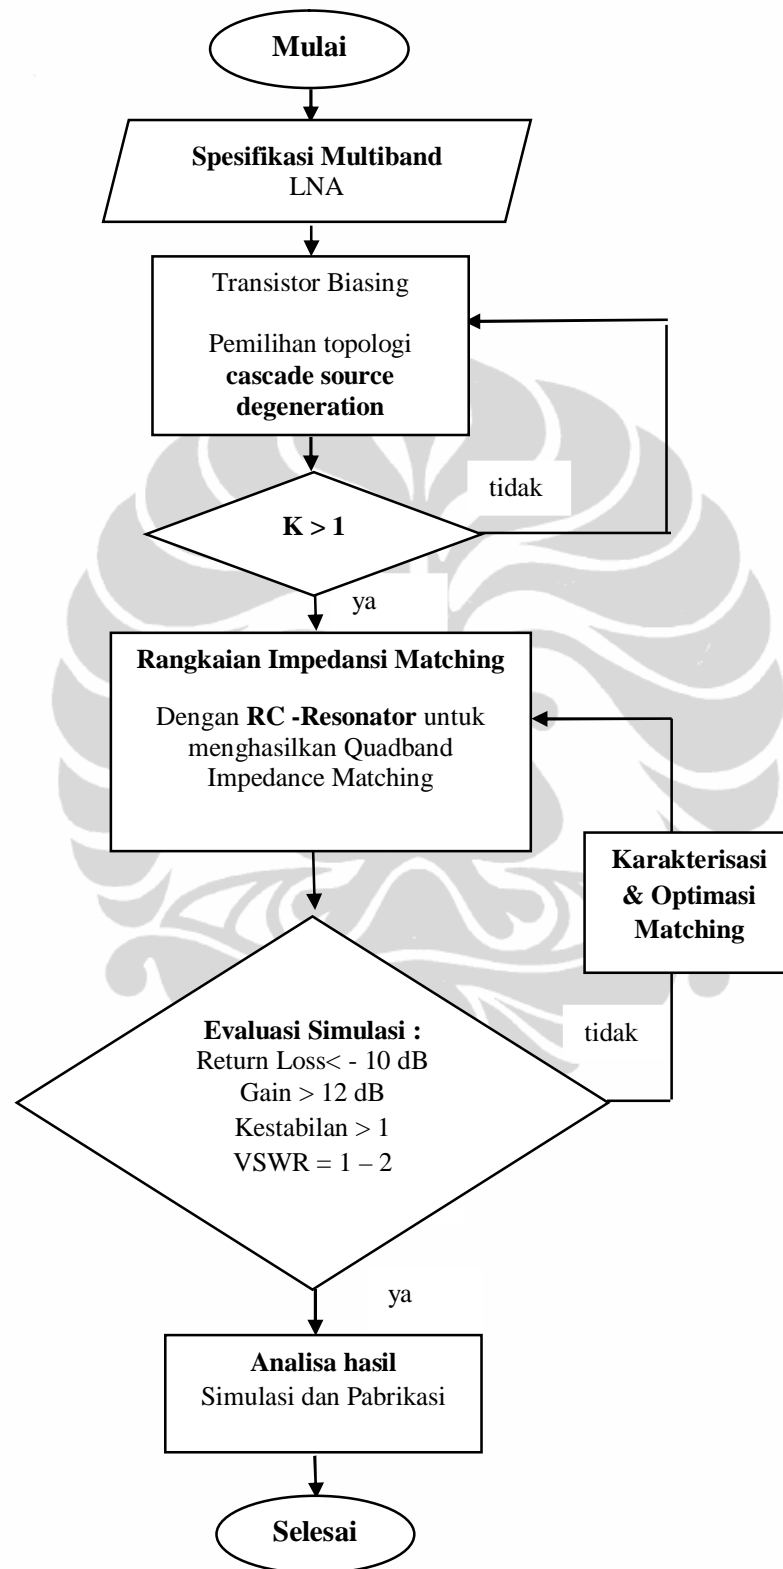 Mulai
Spesifikasi Multiband
LNA
Transistor Biasing
Pemilihan topologi
cascade source
degeneration
tidak
K > 1
ya
Rangkaian Impedansi Matching
Dengan RC -Resonator untuk
menghasilkan Quadband
Impedance Matching
Karakterisasi
& Optimasi
Matching
tidak
Evaluasi Simulasi :
Return Loss< - 10 dB
Gain > 12 dB
Kestabilan > 1
VSWR = 1 – 2
ya
Analisa hasil
Simulasi dan Pabrikasi
Selesai